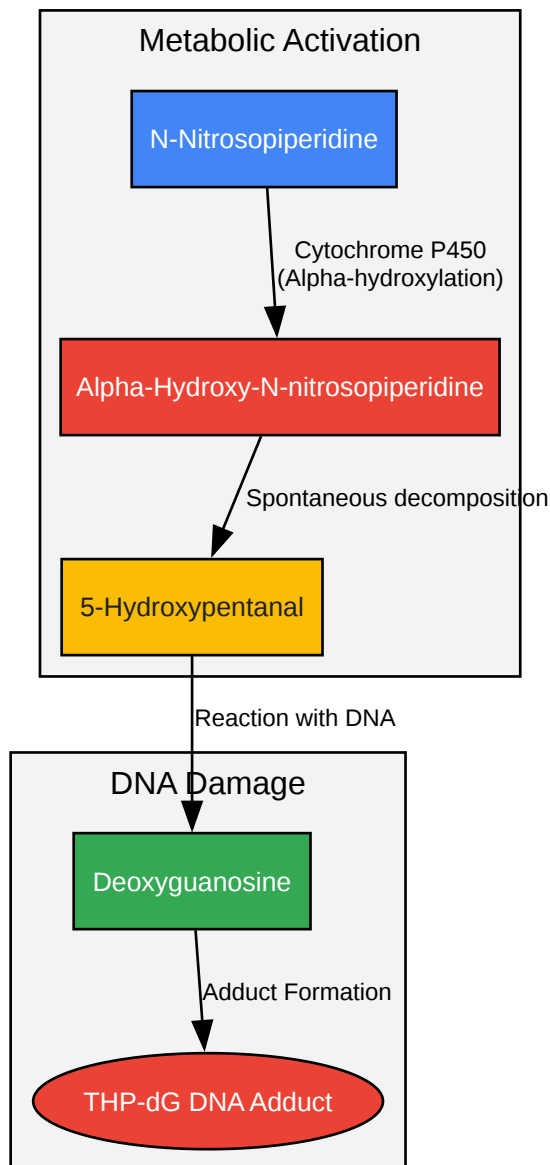 Metabolic Activation
N-Nitrosopiperidine
Cytochrome P450
(Alpha-hydroxylation)
Alpha-Hydroxy-N-nitrosopiperidine
Spontaneous decomposition
5-Hydroxypentanal
Reaction with DNA
DNA Damage
Deoxyguanosine
Adduct Formation
THP-dG DNA Adduct